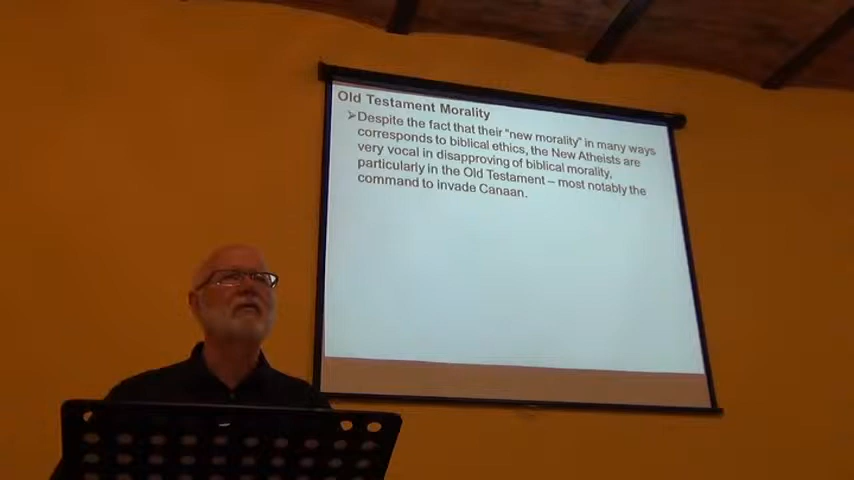 Old Testament Morality
➢Despite the fact that their "new morality" in many ways
corresponds to biblical ethics, the New Atheists are
very vocal in disapproving of biblical morality,
particularly in the Old Testament – most notably the
command to invade Canaan.